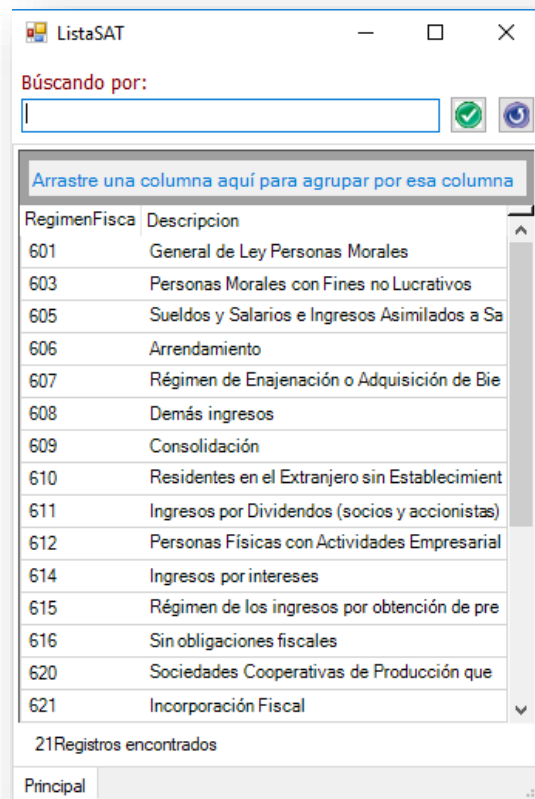 ListaSAT
Búscando por:
Arrastre una columna aquí para agrupar por esa columna
RegimenFisca Descripcion
601 General de Ley Personas Morales
603 Personas Morales con Fines no Lucrativos
605 Sueldos y Salarios e Ingresos Asimilados a Sa
606 Arrendamiento
607 Régimen de Enajenación o Adquisición de Bie
608 Demás ingresos
609 Consolidación
610 Residentes en el Extranjero sin Establecimient
611 Ingresos por Dividendos (socios y accionistas)
612 Personas Físicas con Actividades Empresarial
614 Ingresos por intereses
615 Régimen de los ingresos por obtención de pre
616 Sin obligaciones fiscales
620 Sociedades Cooperativas de Producción que
621 Incorporación Fiscal
21Registros encontrados
Principal